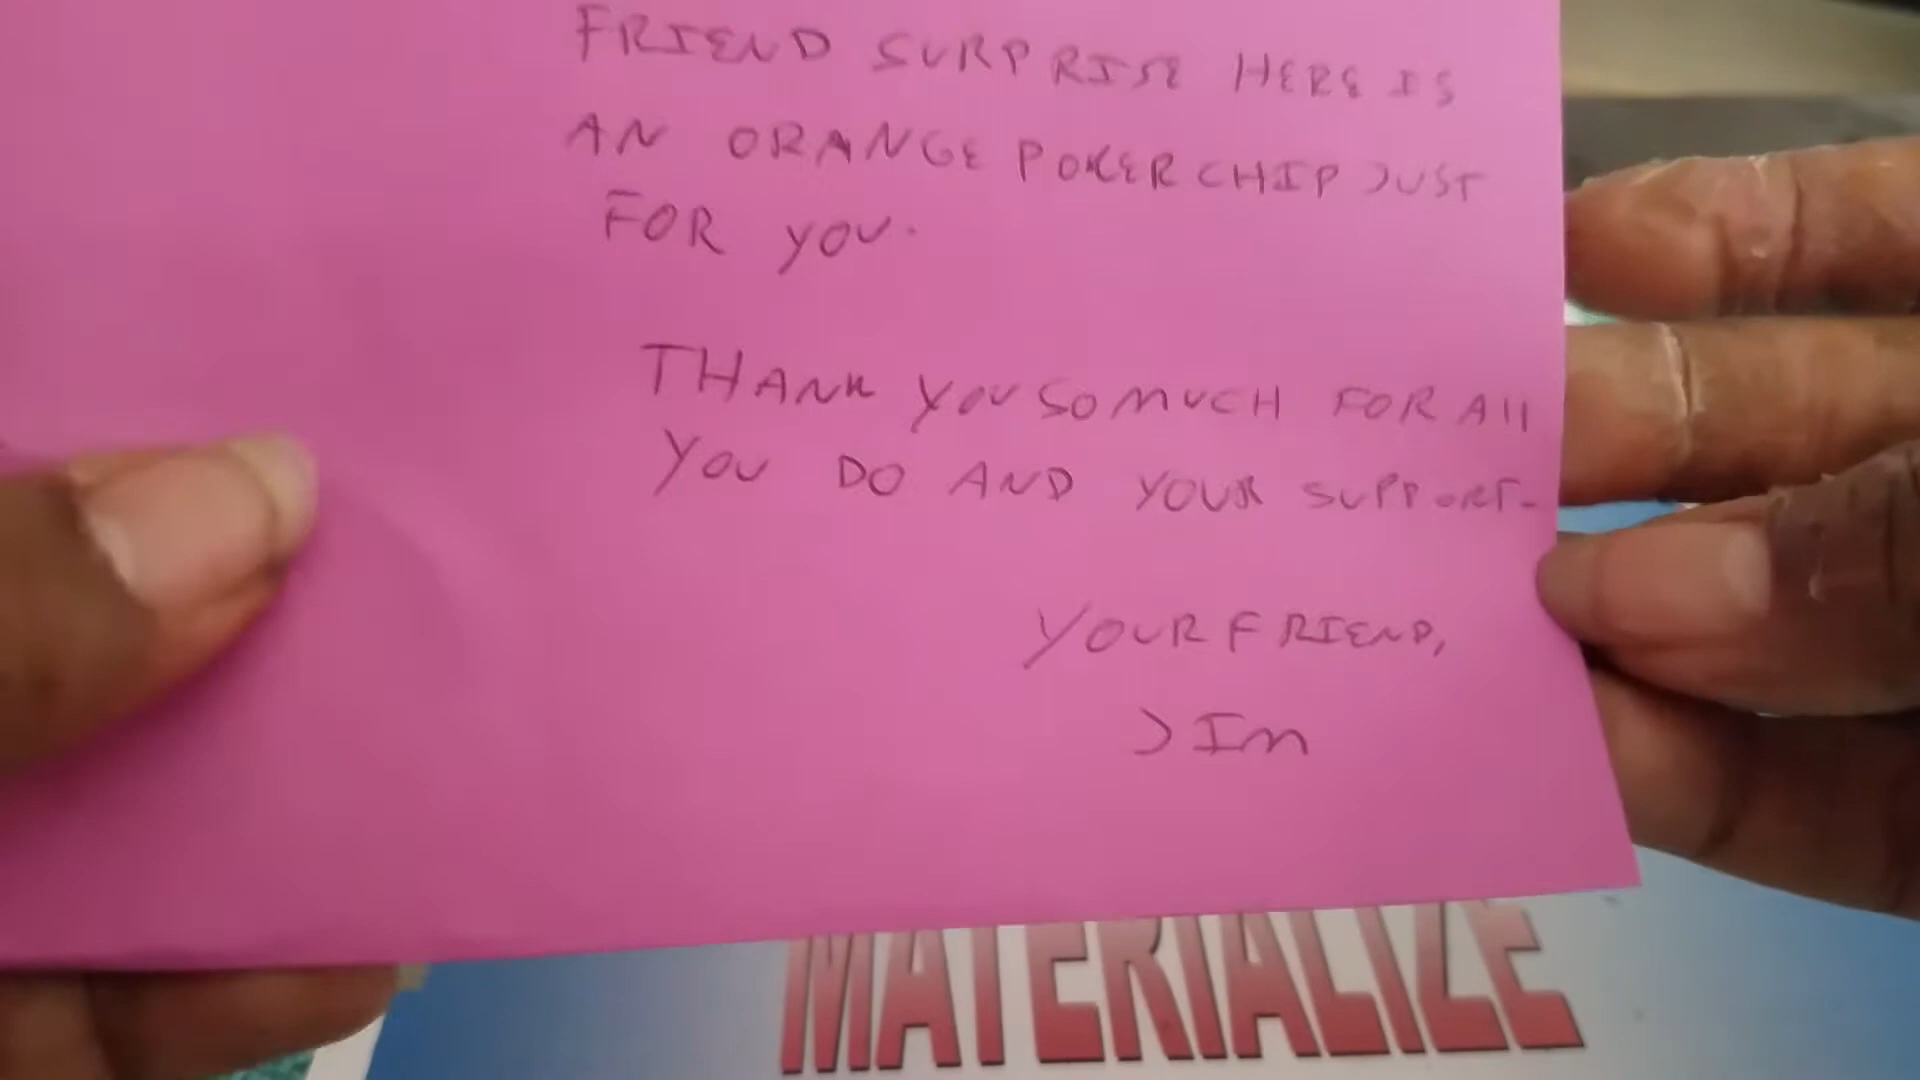 FRIEND SURPRISE HERE IS
AN ORANGE POKER CHIP JUST
FOR YOU.
THANK YOU SO MUCH FOR All
YOU DO AND YOUR SUPPORT.
YOUR FRIEND,
JIM
MATERIALIZE